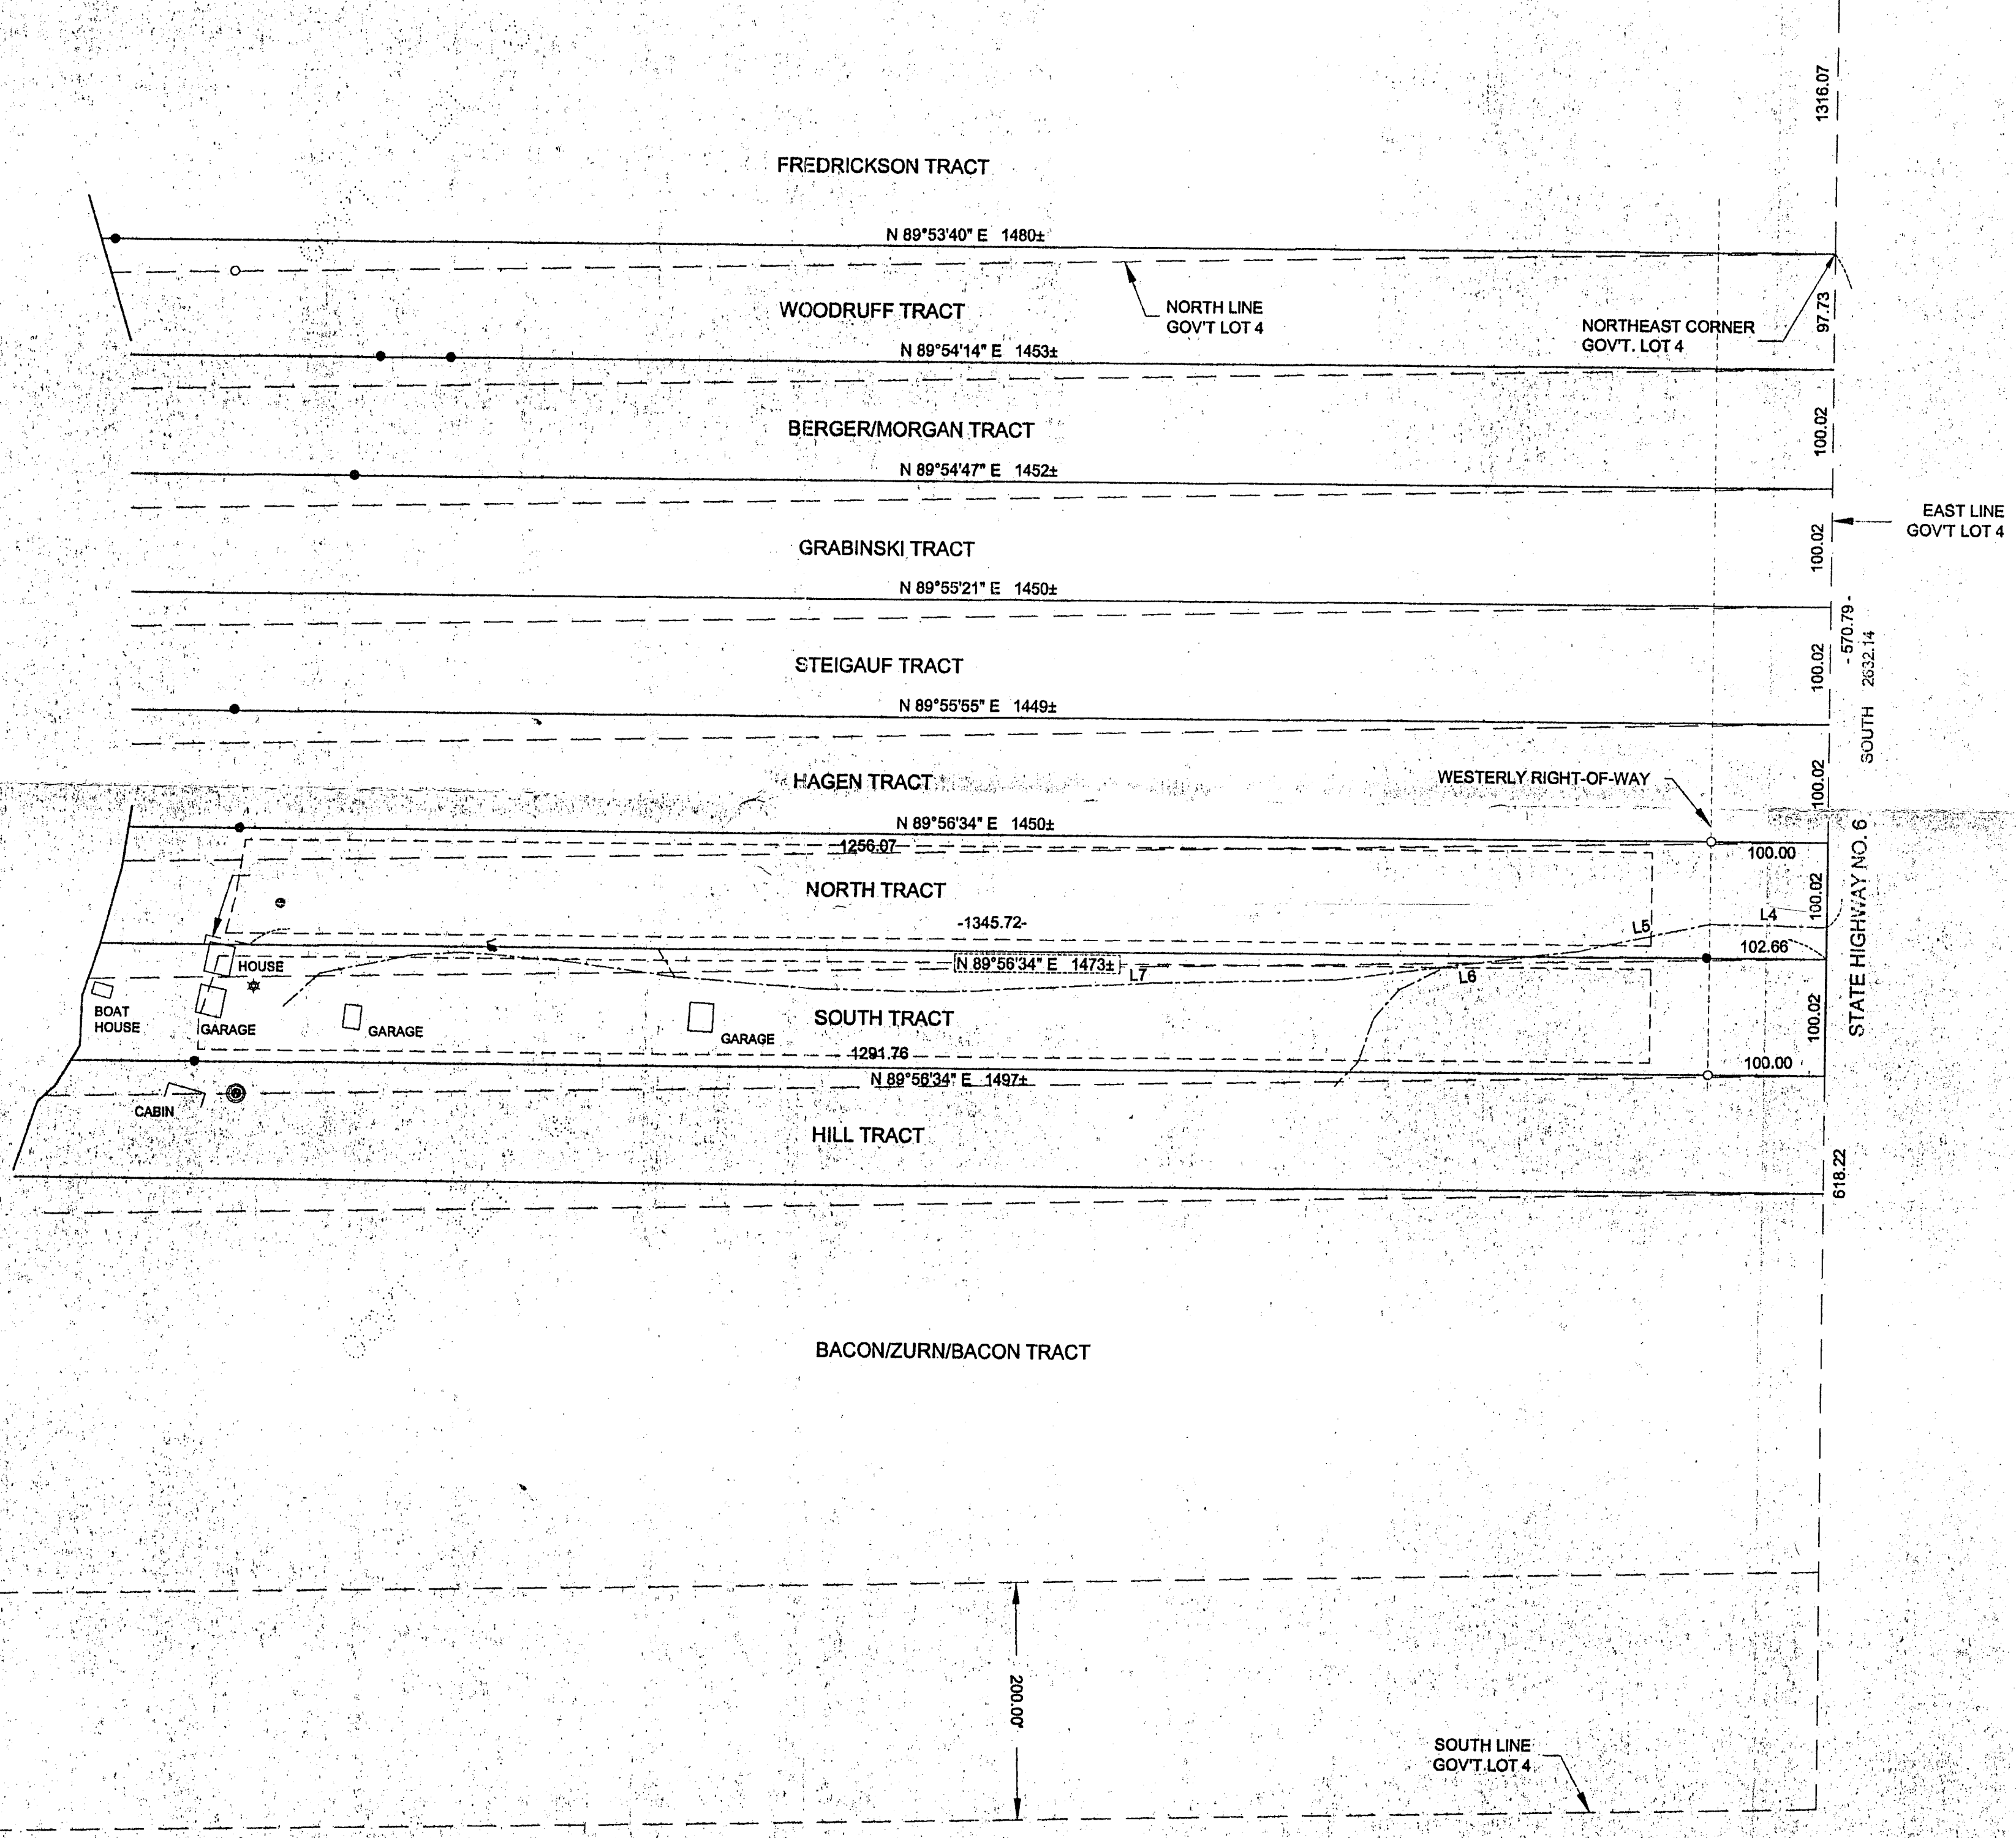 1316.07
FREDRICKSON TRACT
N 89°53'40" E 1480±
NORTH LINE
GOV'T LOT 4
WOODRUFF TRACT
97.73
NORTHEAST CORNER
GOV'T. LOT 4
N 89°54'14" E 1453±
BERGER/MORGAN TRACT
100.02
N 89°54'47" E 1452±
EAST LINE
GOV'T LOT 4
GRABINSKI TRACT
100.02
N 89°55'21" E 1450±
- 570.79 -
SOUTH 2632.14
STEIGAUF TRACT
100.02
N 89°55'55" E 1449±
HAGEN TRACT
WESTERLY RIGHT-OF-WAY
100.02
N 89°56'34" E 1450±
1256.07
100.00
STATE HIGHWAY NO. 6
NORTH TRACT
100.02
-1345.72-
L5
L4
102.66
HOUSE
N 89°56'34" E 1473±
L7
L6
BOAT
HOUSE
GARAGE
GARAGE
GARAGE
SOUTH TRACT
100.02
1291.76
100.00
N 89°56'34" E 1497±
CABIN
HILL TRACT
618.22
BACON/ZURN/BACON TRACT
200.00'
SOUTH LINE
GOV'T LOT 4